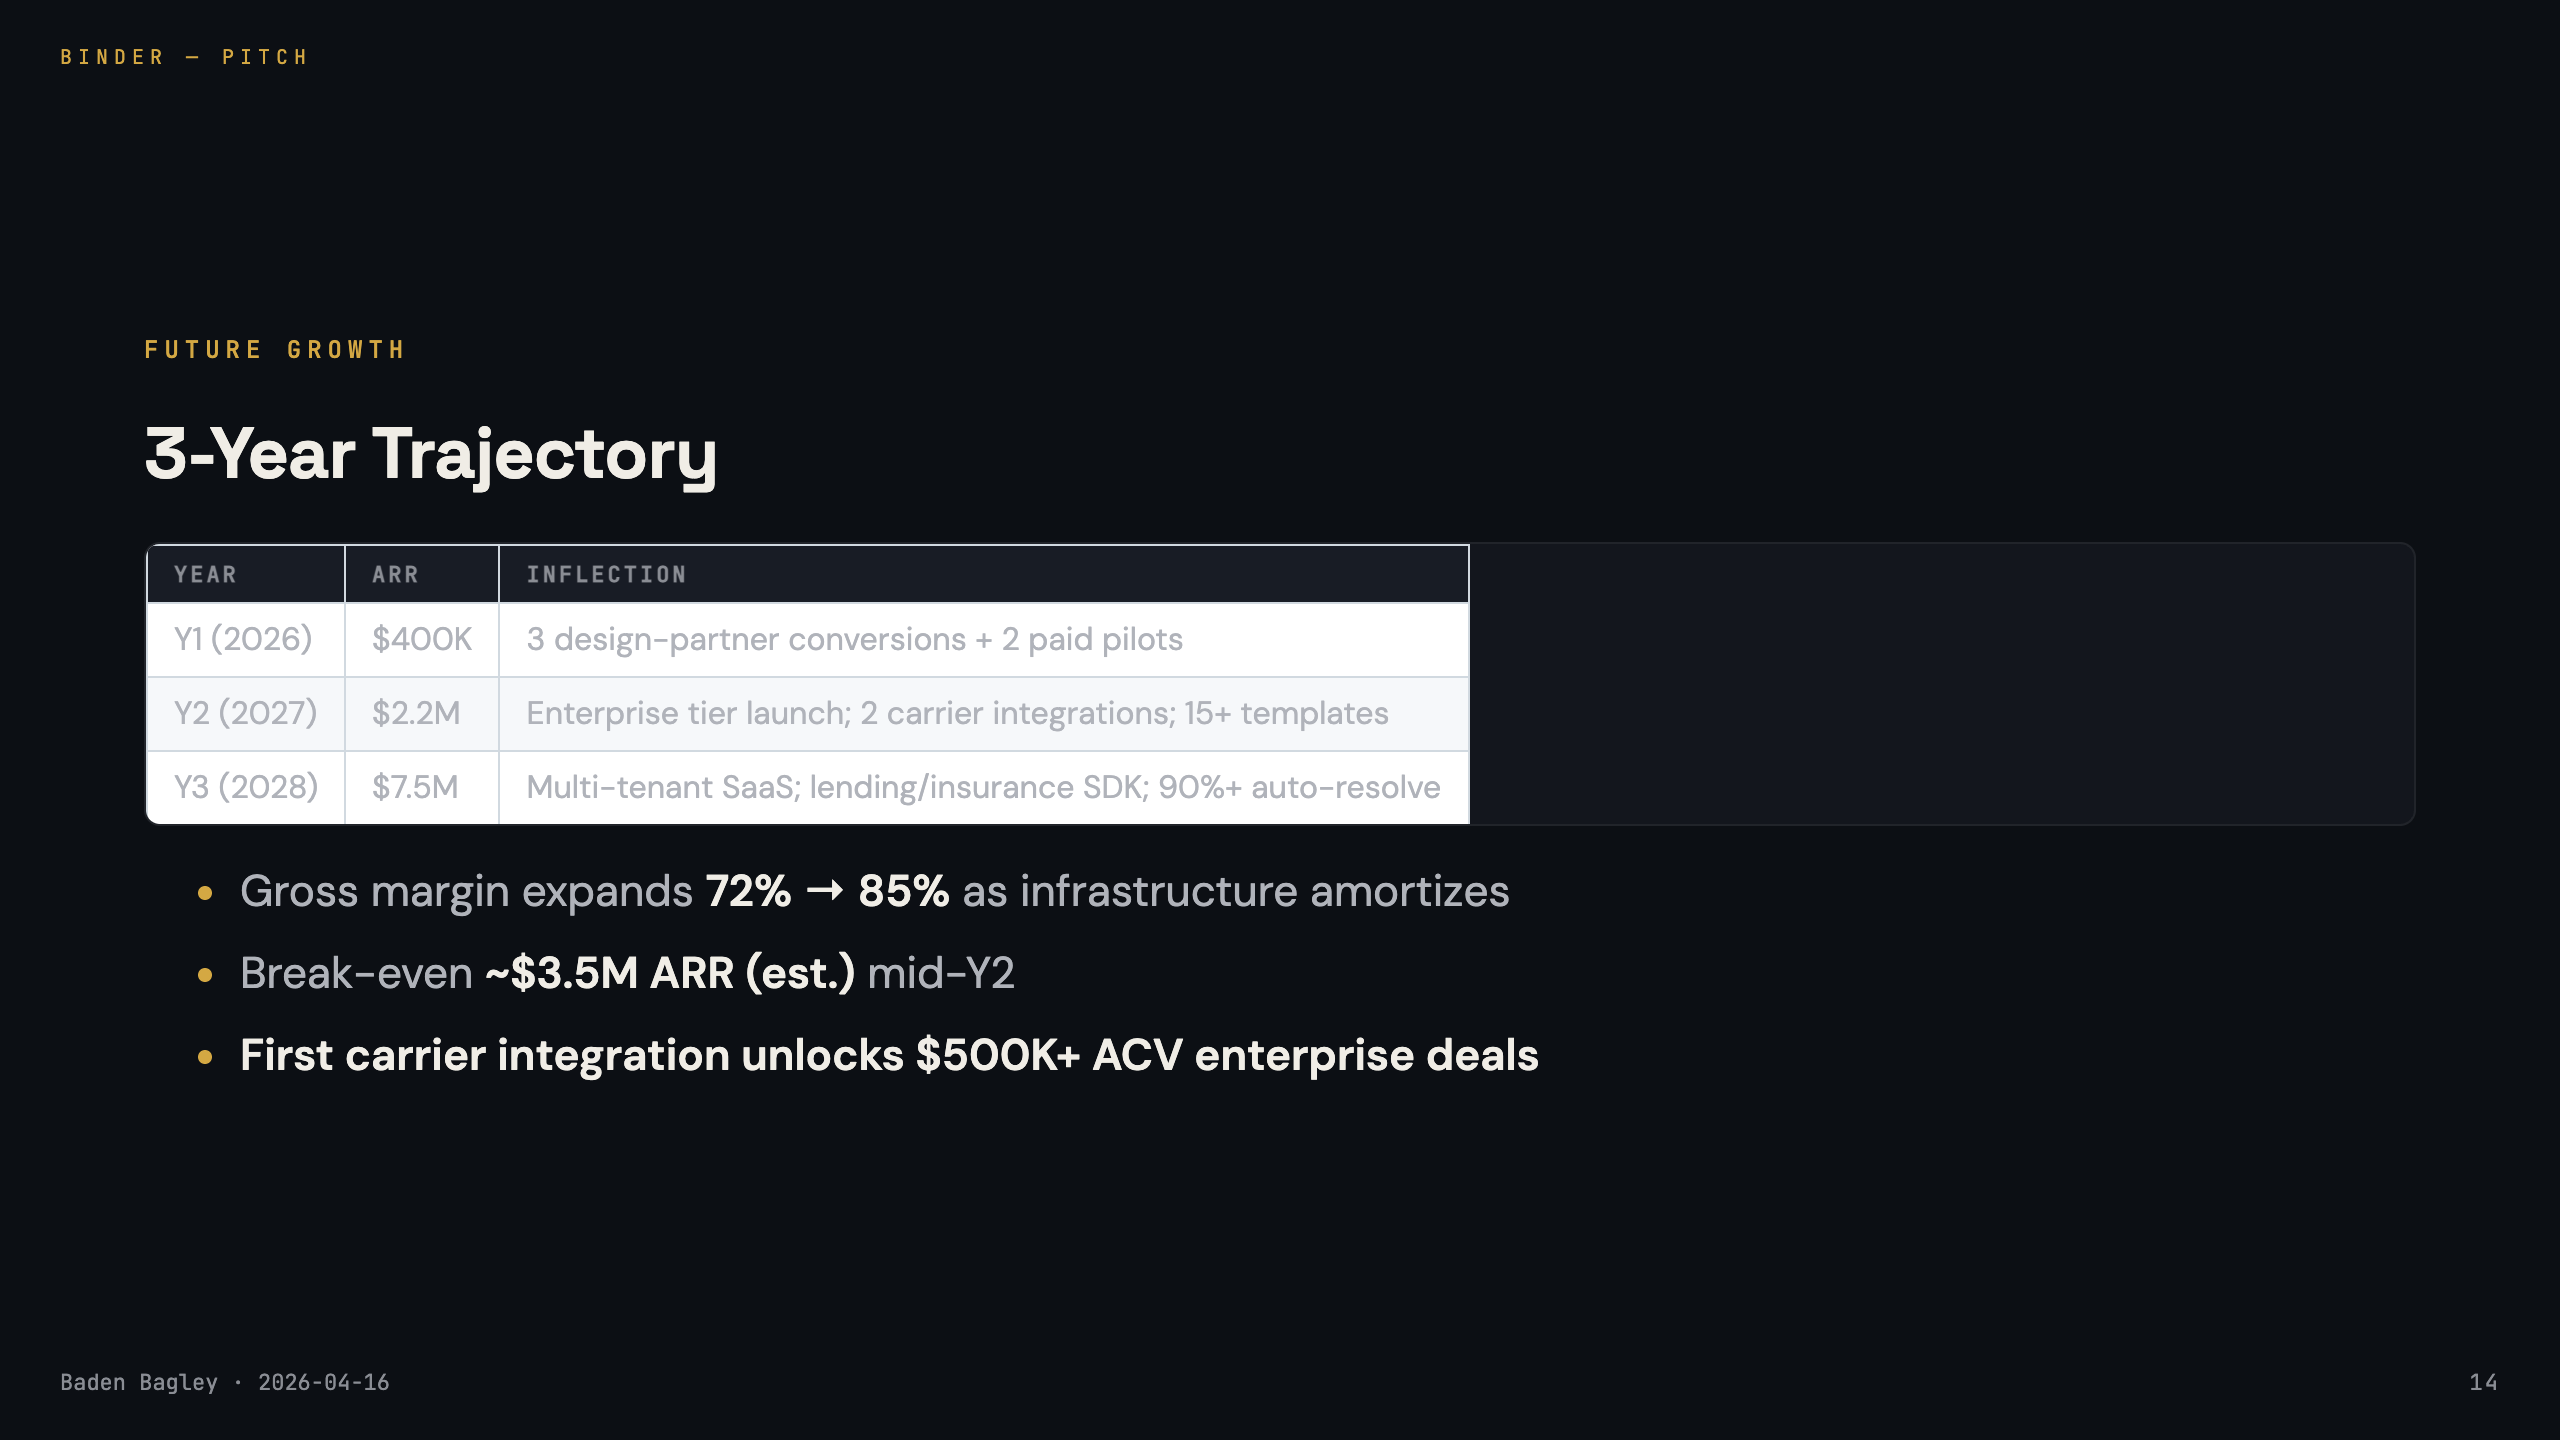 BINDER — PITCH
FUTURE GROWTH
3-Year Trajectory
YEAR ARR INFLECTION
Y1 (2026) $400K 3 design-partner conversions + 2 paid pilots
Y2 (2027) $2.2M Enterprise tier launch; 2 carrier integrations; 15+ templates
Y3 (2028) $7.5M Multi-tenant SaaS; lending/insurance SDK; 90%+ auto-resolve
• Gross margin expands 72% → 85% as infrastructure amortizes
• Break-even ~$3.5M ARR (est.) mid-Y2
• First carrier integration unlocks $500K+ ACV enterprise deals
Baden Bagley · 2026-04-16
14